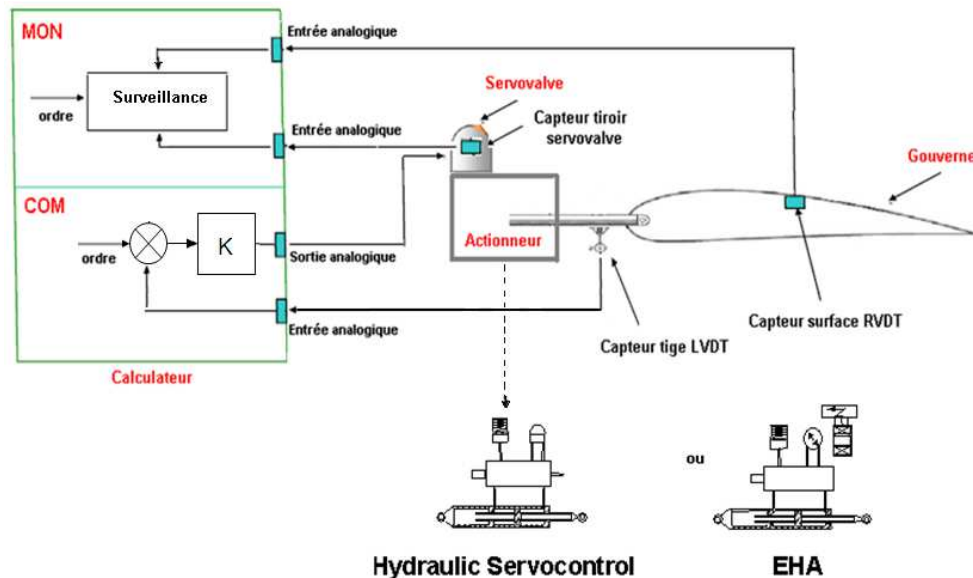 MON
Entrée analogique
Surveillance
ordre
Servovalve
Entrée analogique
Capteur tiroir
servovalve
Gouverne
COM
ordre
K
Sortie analogique
Actionneur
Entrée analogique
Capteur surface RVDT
Capteur tige LVDT
Calculateur
ou
Hydraulic Servocontrol
EHA